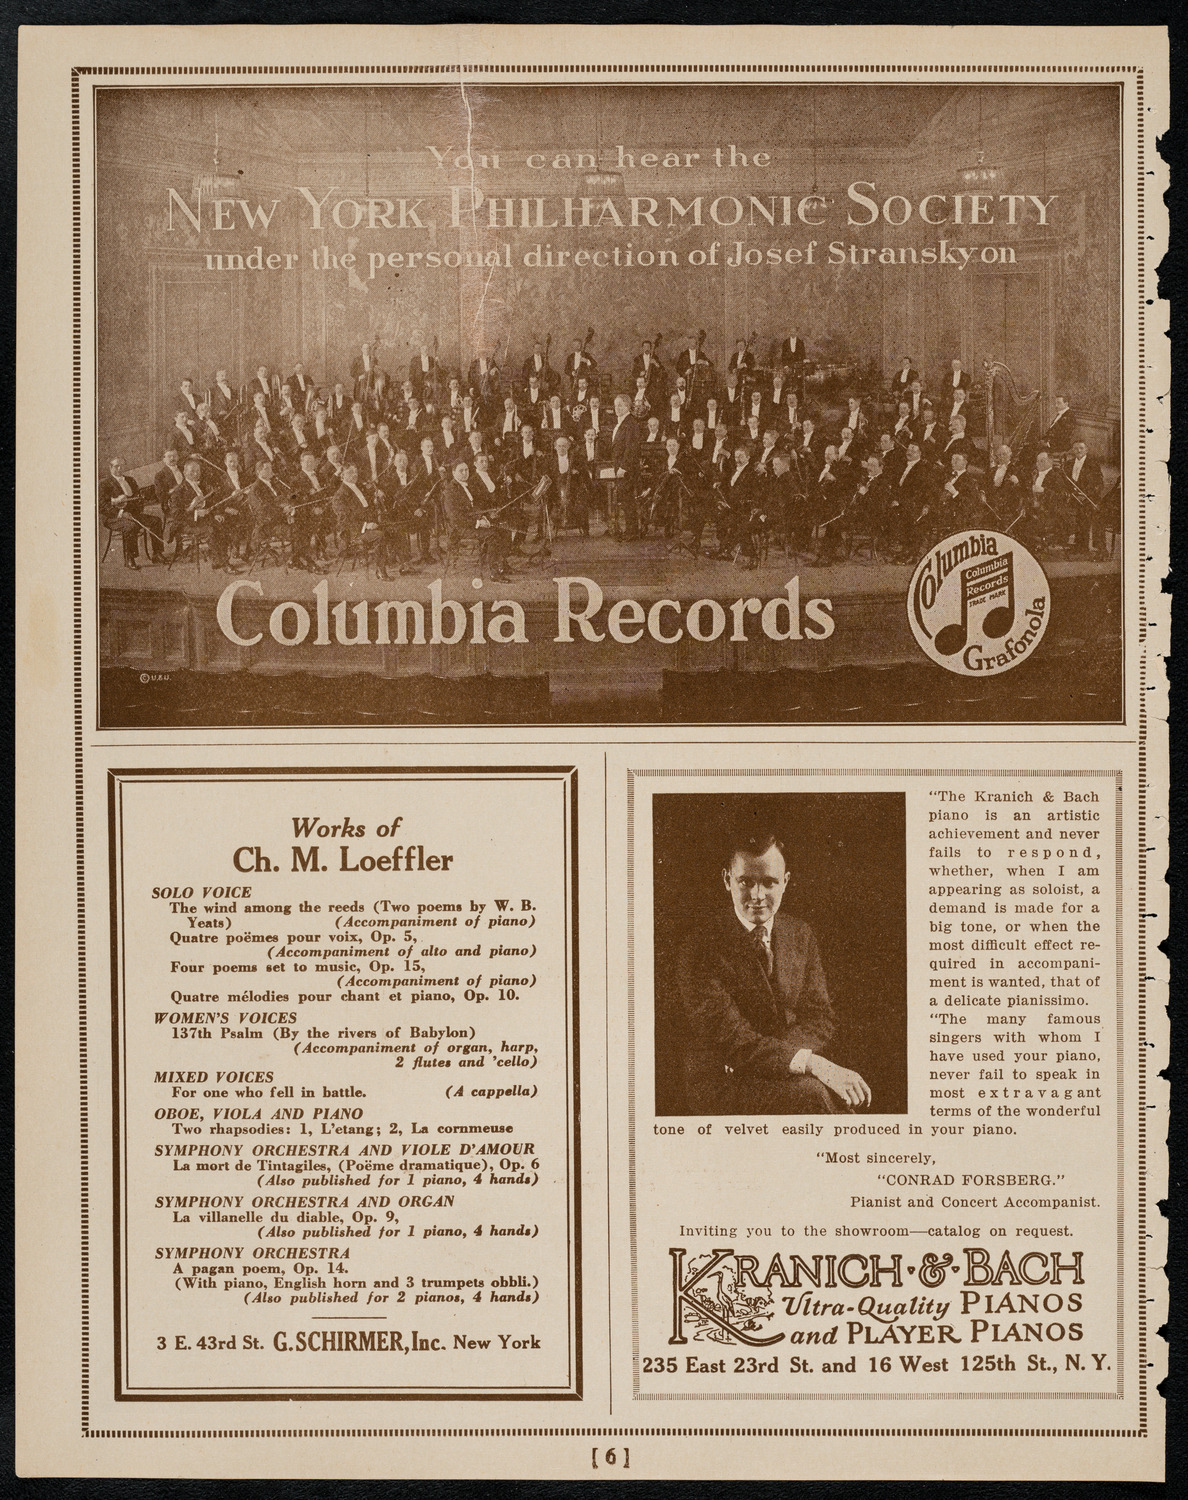 You can hear the
NEW YORK PHILHARMONIC SOCIETY
under the personal direction of Josef Stransky on
Columbia Records
Columbia
Columbia
Records
TRADE MARK
Grafonola
© U. & U.
Works of
Ch. M. Loeffler
SOLO VOICE
The wind among the reeds (Two poems by W. B.
Yeats) (Accompaniment of piano)
Quatre poëmes pour voix, Op. 5,
(Accompaniment of alto and piano)
Four poems set to music, Op. 15,
(Accompaniment of piano)
Quatre mélodies pour chant et piano, Op. 10.
WOMEN'S VOICES
137th Psalm (By the rivers of Babylon)
(Accompaniment of organ, harp,
2 flutes and 'cello)
MIXED VOICES
For one who fell in battle. (A cappella)
OBOE, VIOLA AND PIANO
Two rhapsodies: 1, L'etang; 2, La cornmeuse
SYMPHONY ORCHESTRA AND VIOLE D'AMOUR
La mort de Tintagiles, (Poëme dramatique), Op. 6
(Also published for 1 piano, 4 hands)
SYMPHONY ORCHESTRA AND ORGAN
La villanelle du diable, Op. 9,
(Also published for 1 piano, 4 hands)
SYMPHONY ORCHESTRA
A pagan poem, Op. 14.
(With piano, English horn and 3 trumpets obbli.)
(Also published for 2 pianos, 4 hands)
3 E. 43rd St. G. SCHIRMER, Inc. New York
"The Kranich & Bach
piano is an artistic
achievement and never
fails to respond,
whether, when I am
appearing as soloist, a
demand is made for a
big tone, or when the
most difficult effect re-
quired in accompani-
ment is wanted, that of
a delicate pianissimo.
"The many famous
singers with whom I
have used your piano,
never fail to speak in
most extravagant
terms of the wonderful
tone of velvet easily produced in your piano.
"Most sincerely,
"CONRAD FORSBERG."
Pianist and Concert Accompanist.
Inviting you to the showroom—catalog on request.
KRANICH·&·BACH
Ultra-Quality PIANOS
and PLAYER PIANOS
235 East 23rd St. and 16 West 125th St., N. Y.
[ 6 ]